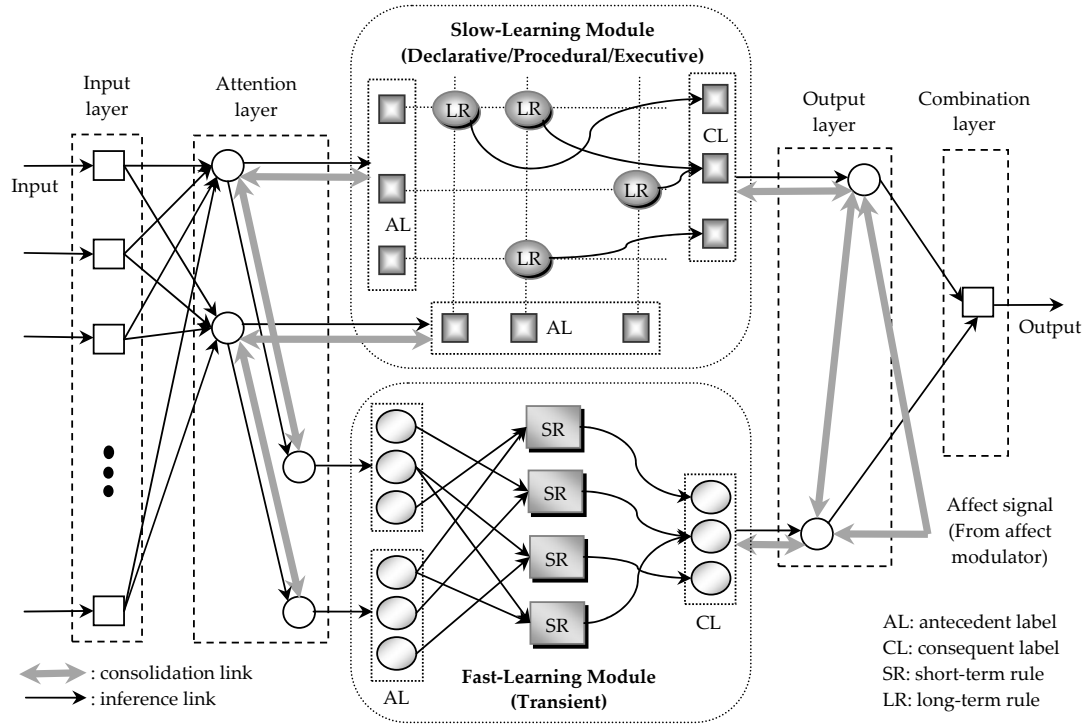 Slow-Learning Module
(Declarative/Procedural/Executive)
Input
layer
Attention
layer
Output
layer
Combination
layer
LR
LR
CL
Input
LR
AL
LR
AL
Output
SR
SR
Affect signal
(From affect
modulator)
SR
SR
CL
AL: antecedent label
CL: consequent label
SR: short-term rule
LR: long-term rule
: consolidation link
: inference link
AL
Fast-Learning Module
(Transient)